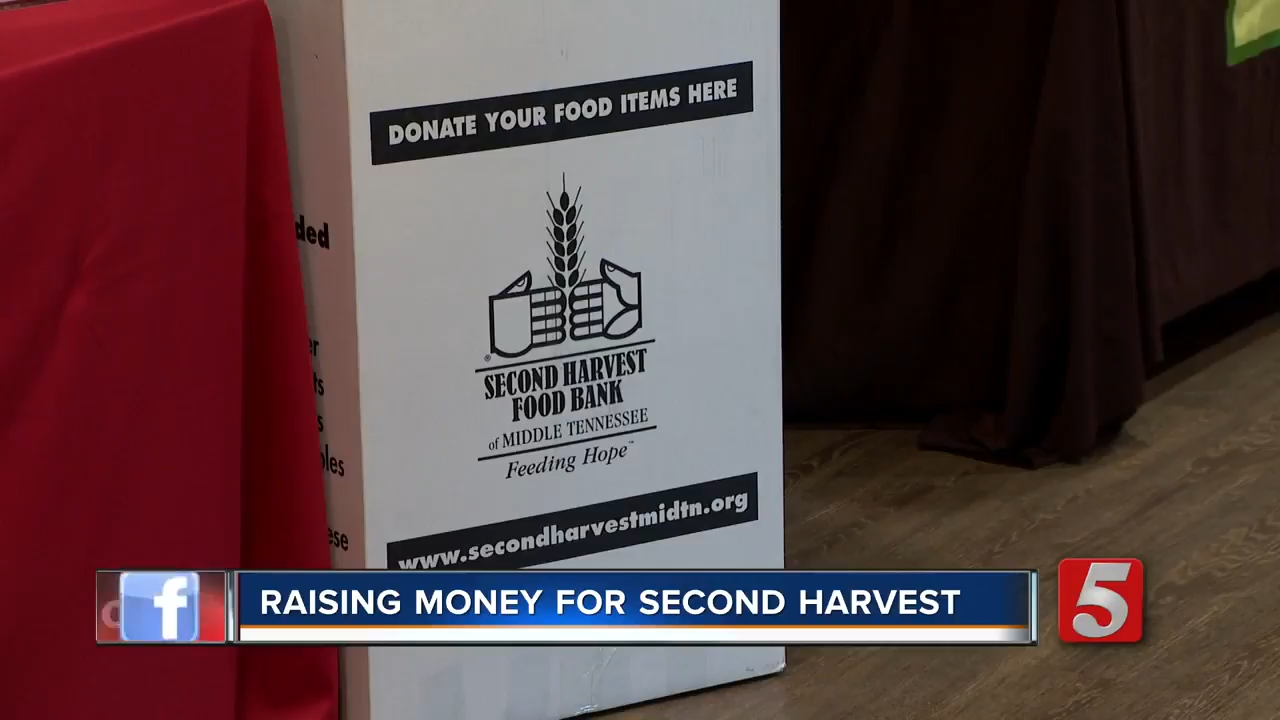 DONATE YOUR FOOD ITEMS HERE
SECOND HARVEST
FOOD BANK
of MIDDLE TENNESSEE
Feeding Hope™
www.secondharvestmidtn.org
f
RAISING MONEY FOR SECOND HARVEST
5